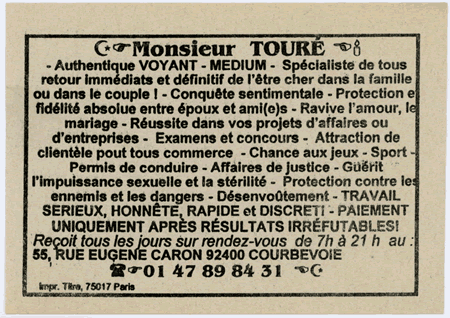 ☪☞Monsieur TOURÉ ☜
- Authentique VOYANT - MEDIUM - Spécialiste de tous
retour immédiats et définitif de l'être cher dans la famille
ou dans le couple ! - Conquête sentimentale - Protection e
fidélité absolue entre époux et ami(e)s - Ravive l'amour, le
mariage - Réussite dans vos projets d'affaires ou
d'entreprises - Examens et concours - Attraction de
clientèle pout tous commerce - Chance aux jeux - Sport -
Permis de conduire - Affaires de justice - Guérit
l'impuissance sexuelle et la stérilité - Protection contre les
ennemis et les dangers - Désenvoûtement - TRAVAIL
SERIEUX, HONNÊTE, RAPIDE et DISCRET! - PAIEMENT
UNIQUEMENT APRÈS RÉSULTATS IRRÉFUTABLES!
Reçoit tous les jours sur rendez-vous de 7h à 21 h au :
55, RUE EUGENE CARON 92400 COURBEVOIE
☎☞01 47 89 84 31 ☜☪
Impr. Titre, 75017 Paris